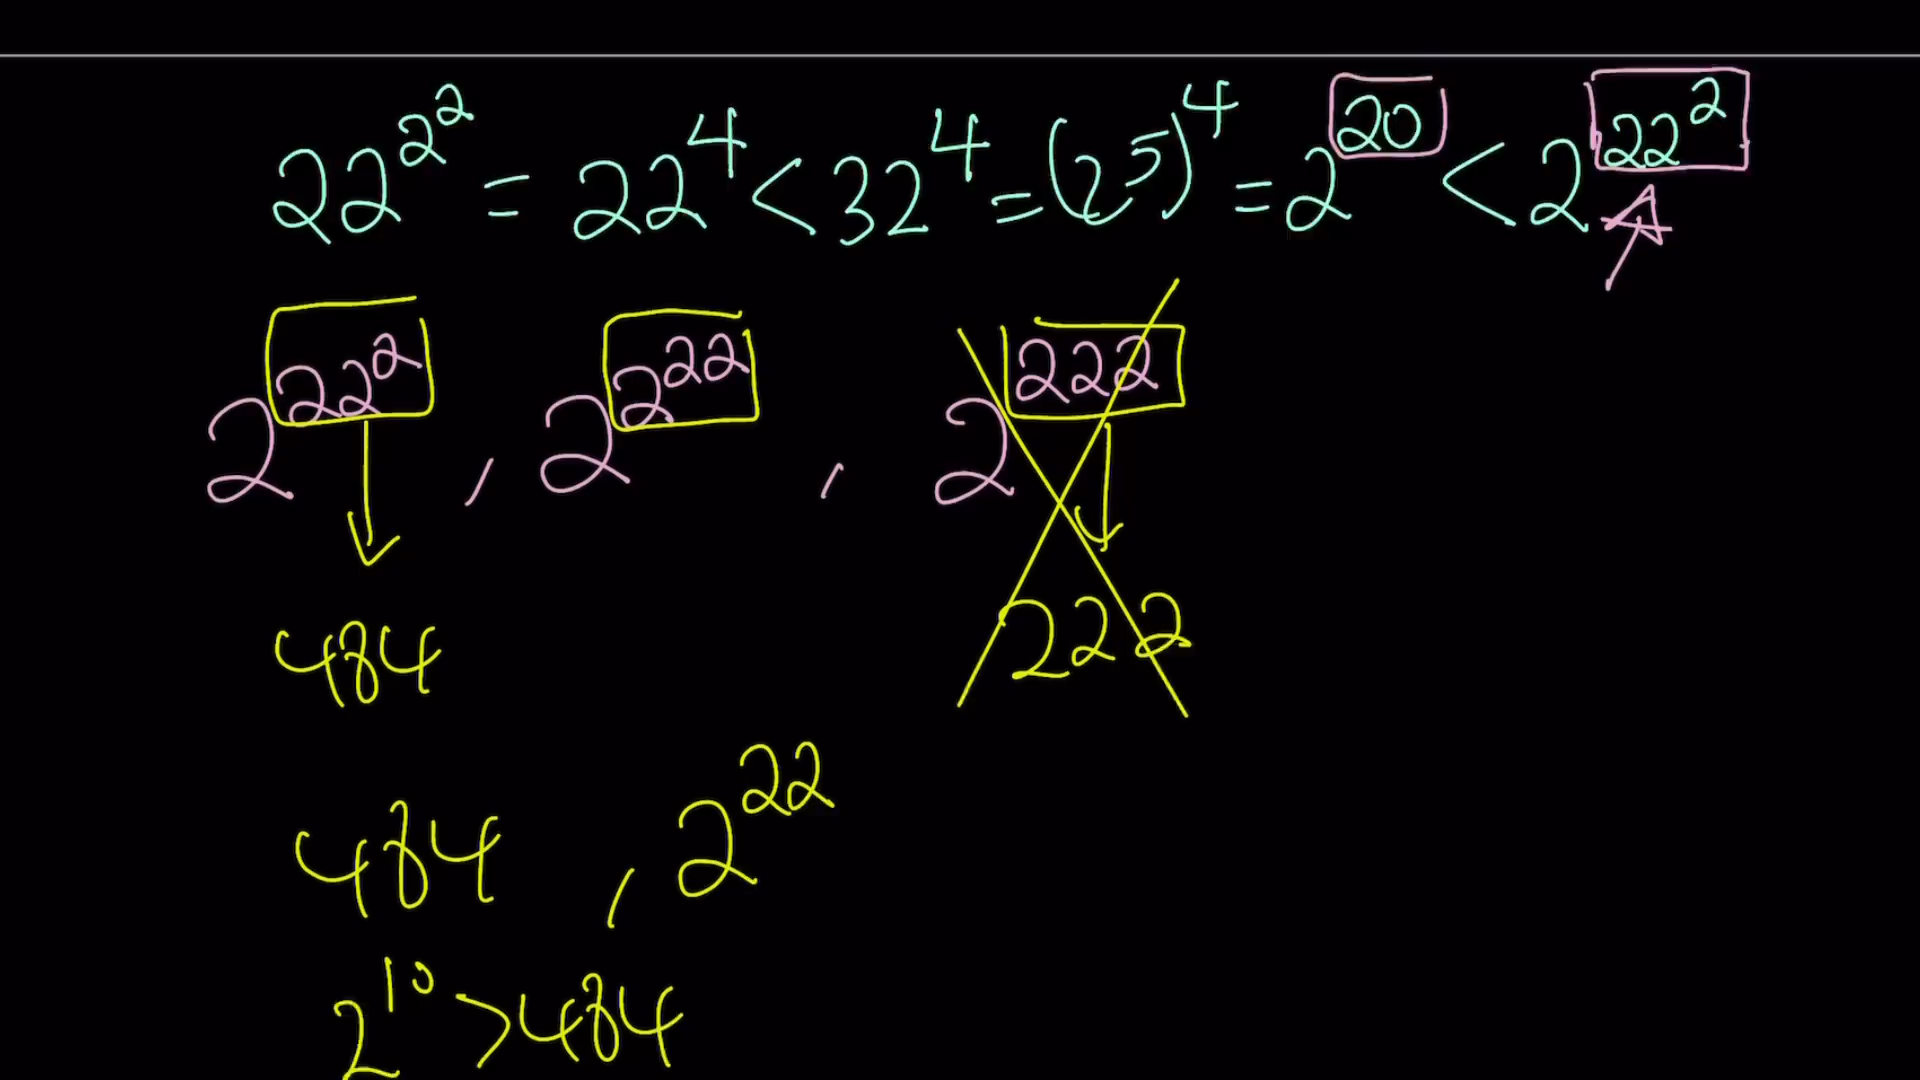 22^{2^2} = 22^4 < 32^4 = (2^5)^4 = 2^{20} < 2^{22^2}
2^{22^2} , 2^{2^{22}} , 2^{222}
484 222
484 , 2^{22}
2^{10} > 484